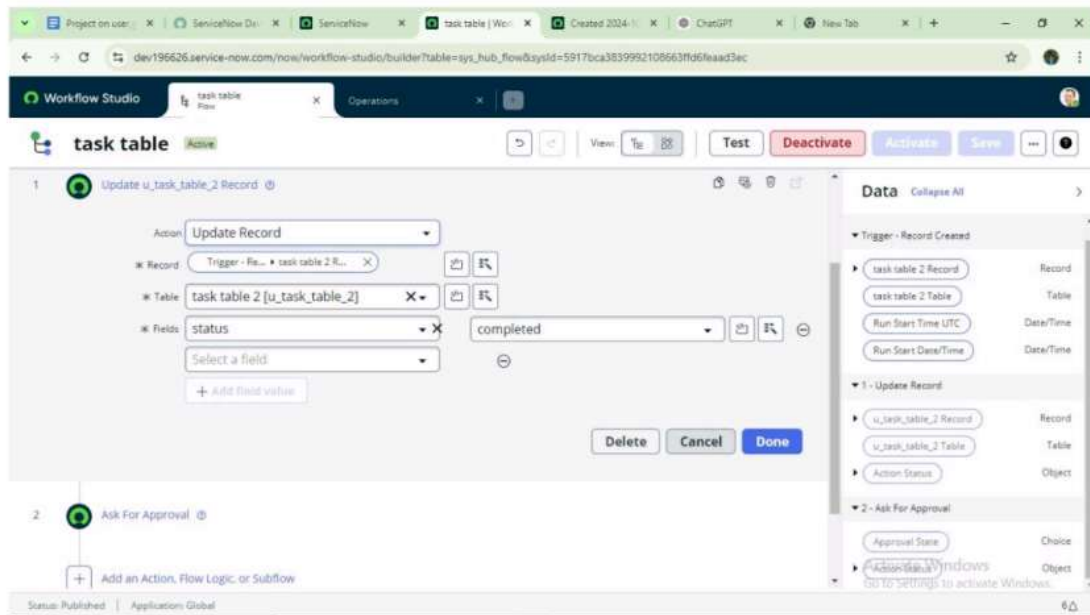 Project on user
ServiceNow De
ServiceNow
task table | Wor
Created 2024-1
ChatGPT
New Tab
dev196626.service-now.com/now/workflow-studio/builder?table=sys_hub_flow&sysId=5917bca3839992108663ffd6feaad3ec
Workflow Studio
task table
Flow
Operations
task table Active
View:
Test
Deactivate
Activate
Save
1 Update u_task_table_2 Record
Action Update Record
* Record Trigger - Re... ▸ task table 2 R...
* Table task table 2 [u_task_table_2]
* Fields status completed
Select a field
+ Add field value
Delete Cancel Done
2 Ask For Approval
Add an Action, Flow Logic, or Subflow
Status: Published | Application: Global
Data Collapse All
Trigger - Record Created
task table 2 Record Record
task table 2 Table Table
Run Start Time UTC Date/Time
Run Start Date/Time Date/Time
1 - Update Record
u_task_table_2 Record Record
u_task_table_2 Table Table
Action Status Object
2 - Ask For Approval
Approval State Choice
Action Status Object
Activate Windows
Go to Settings to activate Windows.
6